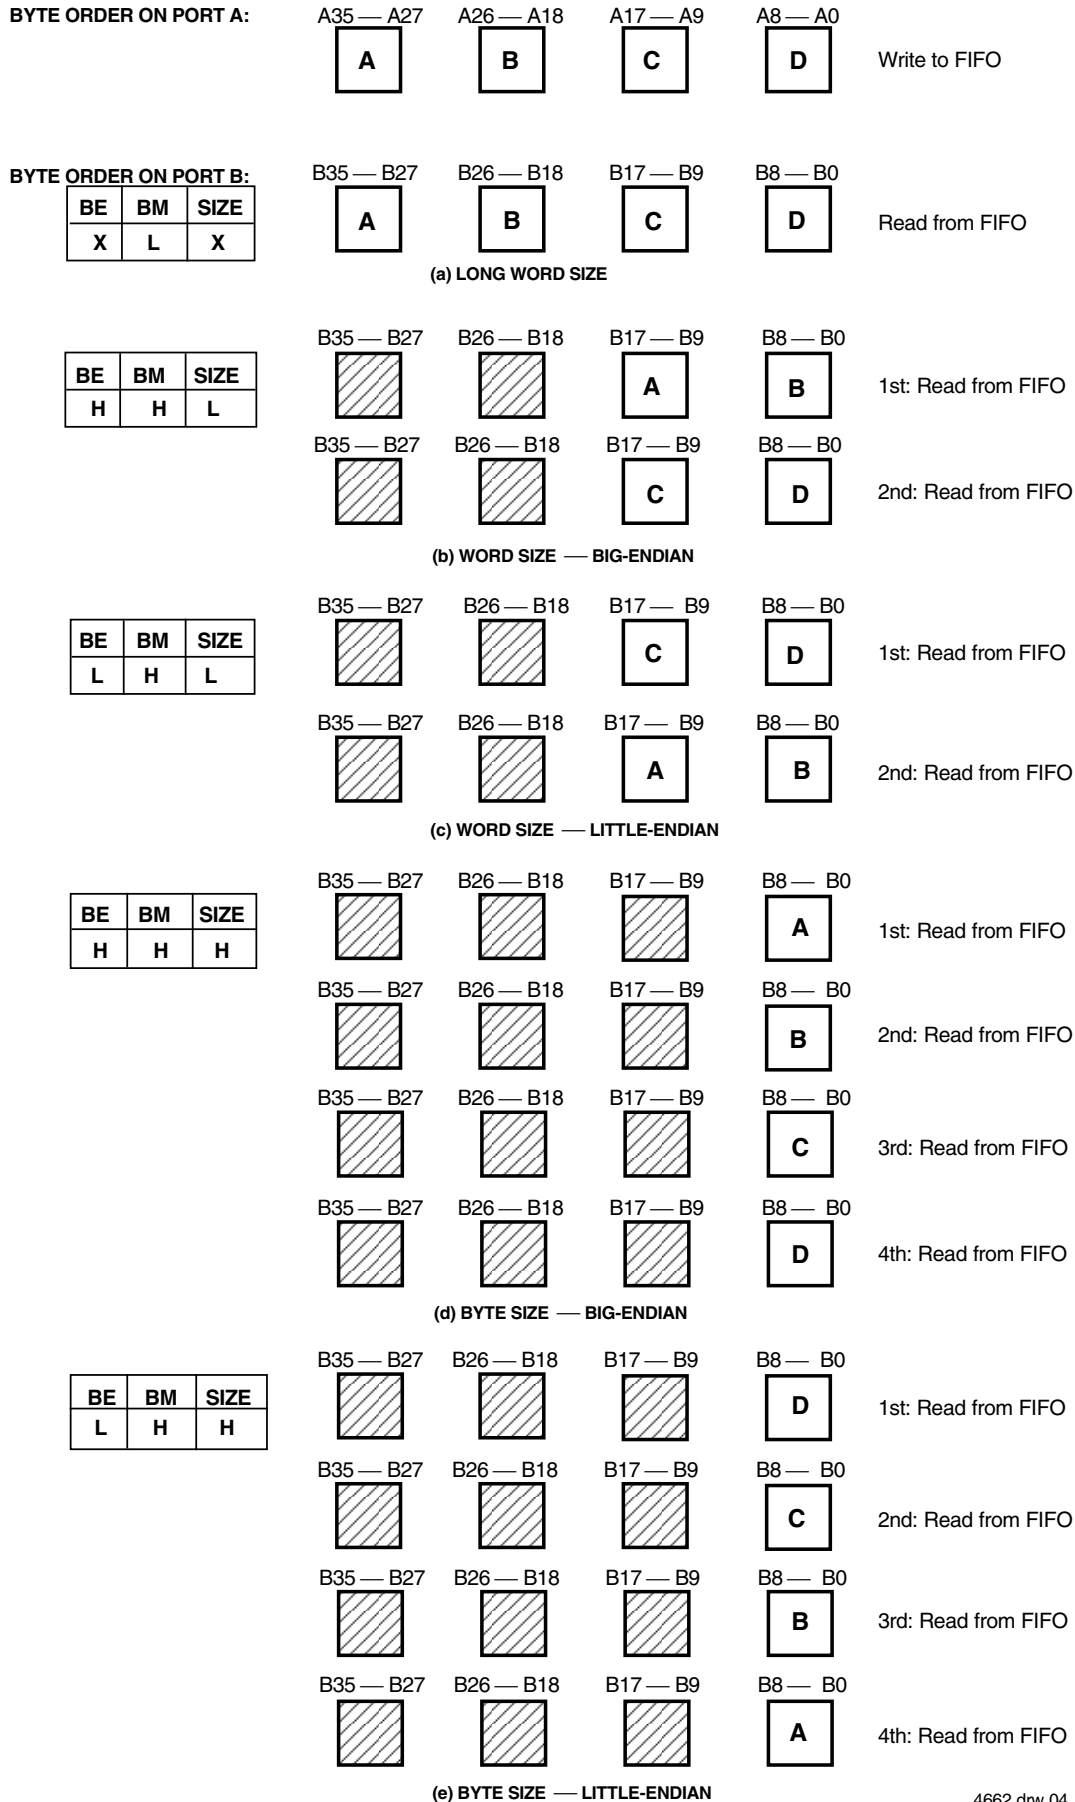 BYTE ORDER ON PORT A: A35 — A27 A26 — A18 A17 — A9 A8 — A0
A B C D Write to FIFO
BYTE ORDER ON PORT B: B35 — B27 B26 — B18 B17 — B9 B8 — B0
BE BM SIZE
A B C D Read from FIFO
X L X
(a) LONG WORD SIZE
B35 — B27 B26 — B18 B17 — B9 B8 — B0
BE BM SIZE
A B 1st: Read from FIFO
H H L
B35 — B27 B26 — B18 B17 — B9 B8 — B0
C D 2nd: Read from FIFO
(b) WORD SIZE — BIG-ENDIAN
B35 — B27 B26 — B18 B17 — B9 B8 — B0
BE BM SIZE
C D 1st: Read from FIFO
L H L
B35 — B27 B26 — B18 B17 — B9 B8 — B0
A B 2nd: Read from FIFO
(c) WORD SIZE — LITTLE-ENDIAN
B35 — B27 B26 — B18 B17 — B9 B8 — B0
BE BM SIZE
A 1st: Read from FIFO
H H H
B35 — B27 B26 — B18 B17 — B9 B8 — B0
B 2nd: Read from FIFO
B35 — B27 B26 — B18 B17 — B9 B8 — B0
C 3rd: Read from FIFO
B35 — B27 B26 — B18 B17 — B9 B8 — B0
D 4th: Read from FIFO
(d) BYTE SIZE — BIG-ENDIAN
B35 — B27 B26 — B18 B17 — B9 B8 — B0
BE BM SIZE
D 1st: Read from FIFO
L H H
B35 — B27 B26 — B18 B17 — B9 B8 — B0
C 2nd: Read from FIFO
B35 — B27 B26 — B18 B17 — B9 B8 — B0
B 3rd: Read from FIFO
B35 — B27 B26 — B18 B17 — B9 B8 — B0
A 4th: Read from FIFO
(e) BYTE SIZE — LITTLE-ENDIAN
4662 drw 04